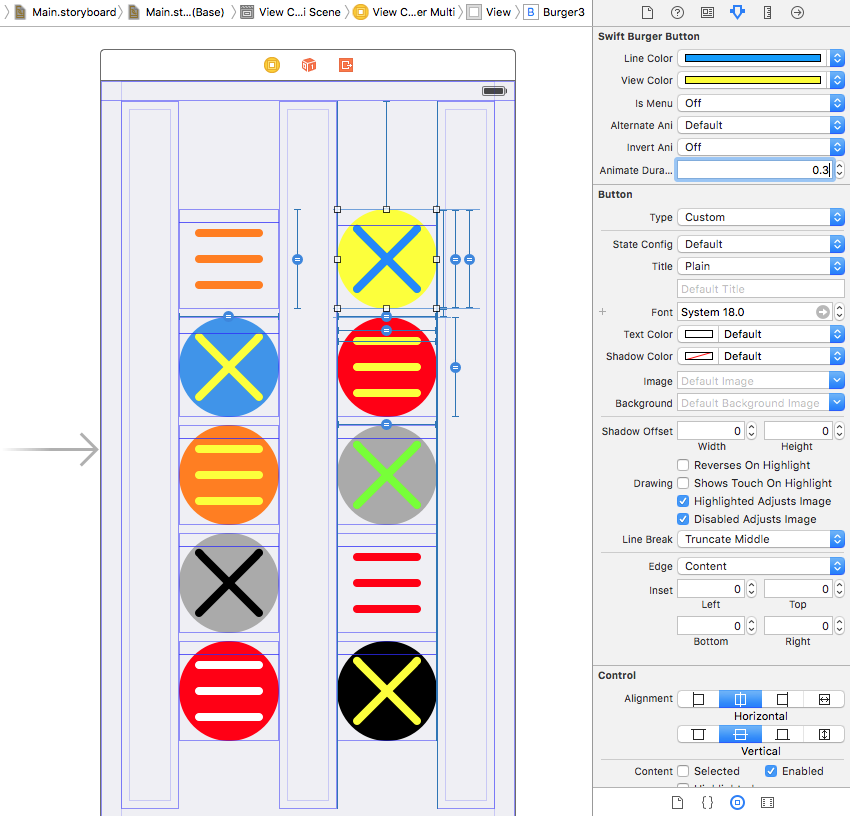 Main.storyboard
Main.st...(Base)
View C...i Scene
View C...er Multi
View
B Burger3
Swift Burger Button
Line Color
View Color
Is Menu Off
Alternate Ani Default
Invert Ani Off
Animate Dura... 0.3
Button
Type Custom
State Config Default
Title Plain
Default Title
Font System 18.0
Text Color Default
Shadow Color Default
Image Default Image
Background Default Background Image
Shadow Offset 0 0
Width Height
Reverses On Highlight
Drawing Shows Touch On Highlight
Highlighted Adjusts Image
Disabled Adjusts Image
Line Break Truncate Middle
Edge Content
Inset 0 0
Left Top
0 0
Bottom Right
Control
Alignment
Horizontal
Vertical
Content Selected Enabled